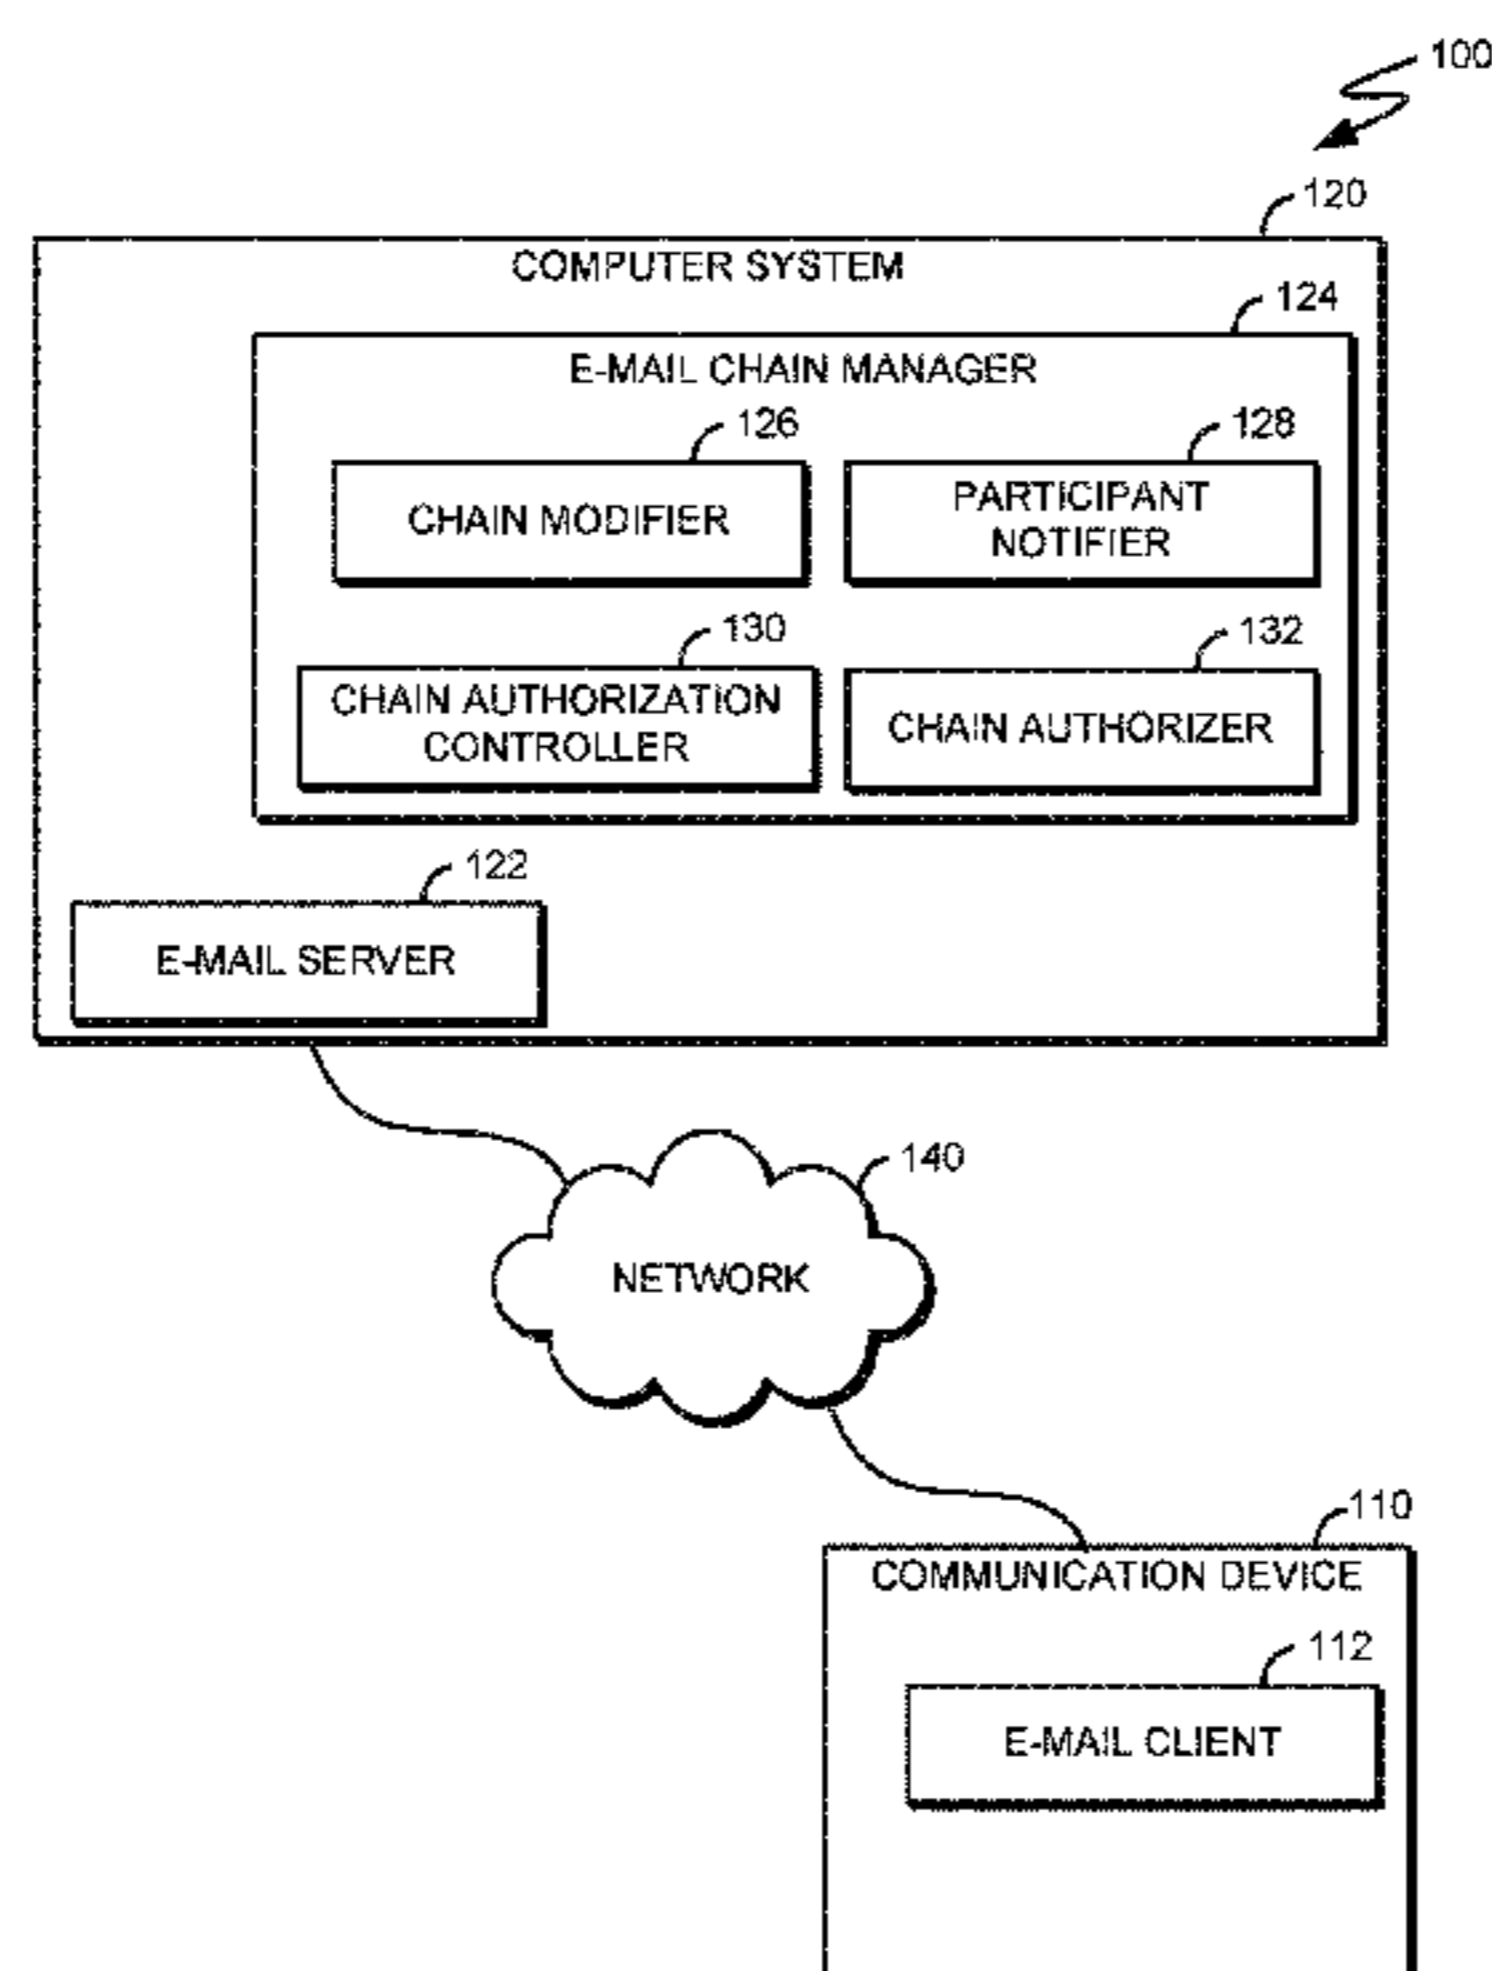 100
120
COMPUTER SYSTEM
124
E-MAIL CHAIN MANAGER
126
128
CHAIN MODIFIER
PARTICIPANT
NOTIFIER
130
132
CHAIN AUTHORIZATION
CONTROLLER
CHAIN AUTHORIZER
122
E-MAIL SERVER
140
NETWORK
110
COMMUNICATION DEVICE
112
E-MAIL CLIENT